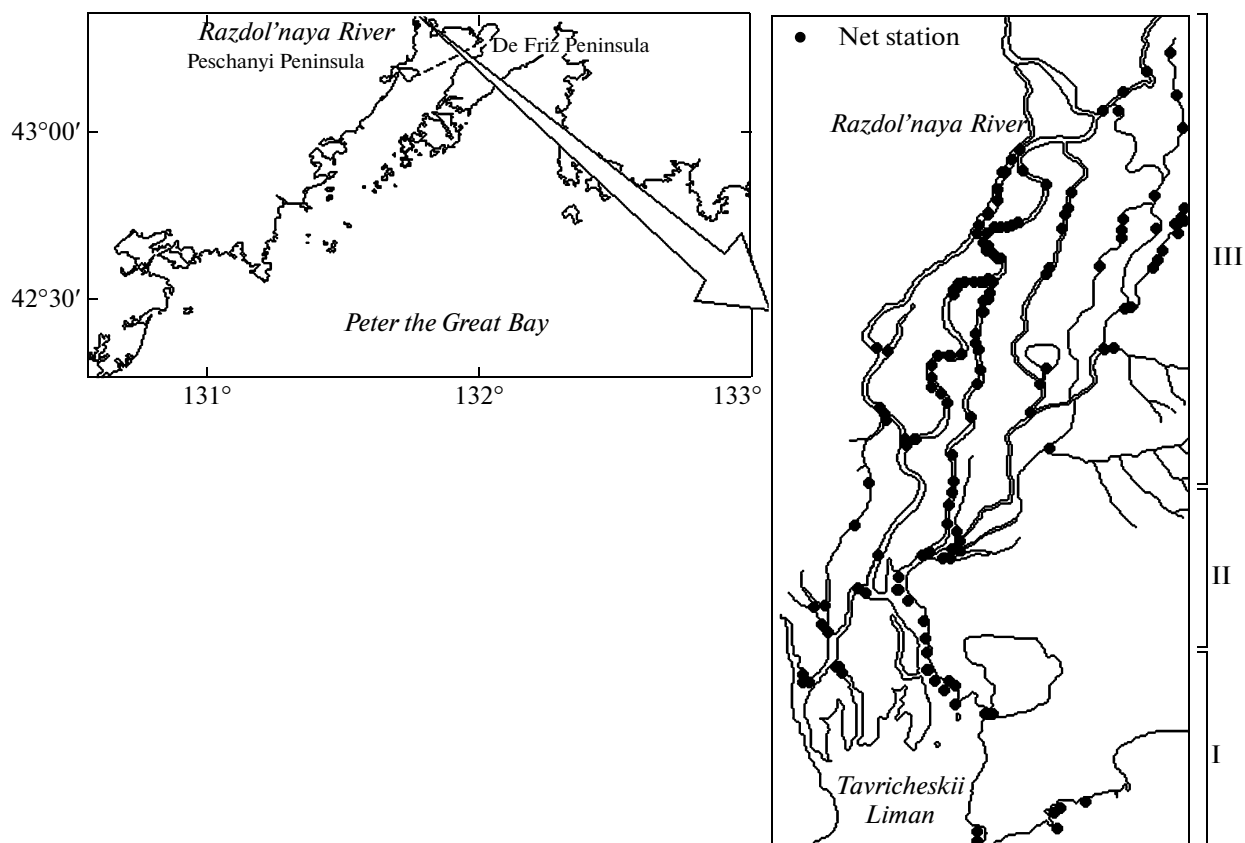 Razdol'naya River
Peschanyi Peninsula
De Friz Peninsula
43°00′
42°30′
Peter the Great Bay
131°
132°
133°
Net station
Razdol'naya River
III
II
I
Tavricheskii
Liman